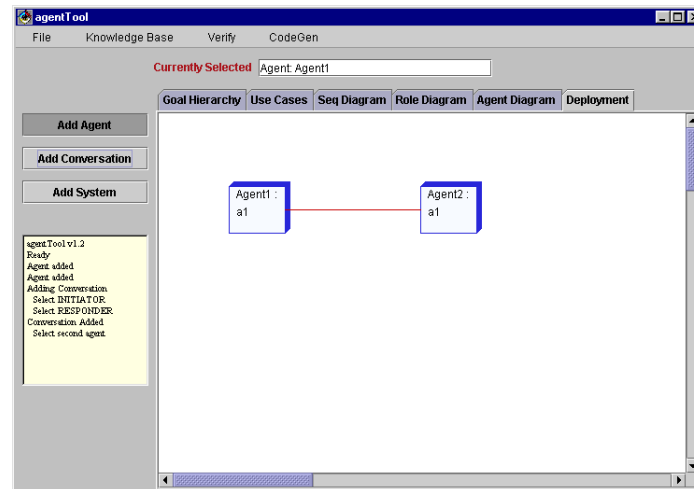 agentTool
File Knowledge Base Verify CodeGen
Currently Selected Agent: Agent1
Goal Hierarchy Use Cases Seq Diagram Role Diagram Agent Diagram Deployment
Add Agent
Add Conversation
Add System
Agent1 :
a1
Agent2 :
a1
agentTool v1.2
Ready
Agent added
Agent added
Adding Conversation
Select INITIATOR
Select RESPONDER
Conversation Added
Select second agent